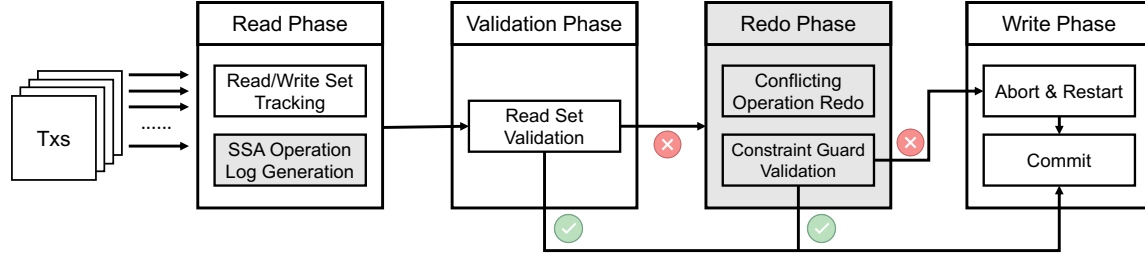 Read Phase
Validation Phase
Redo Phase
Write Phase
Txs
......
Read/Write Set
Tracking
SSA Operation
Log Generation
Read Set
Validation
Conflicting
Operation Redo
Constraint Guard
Validation
Abort & Restart
Commit